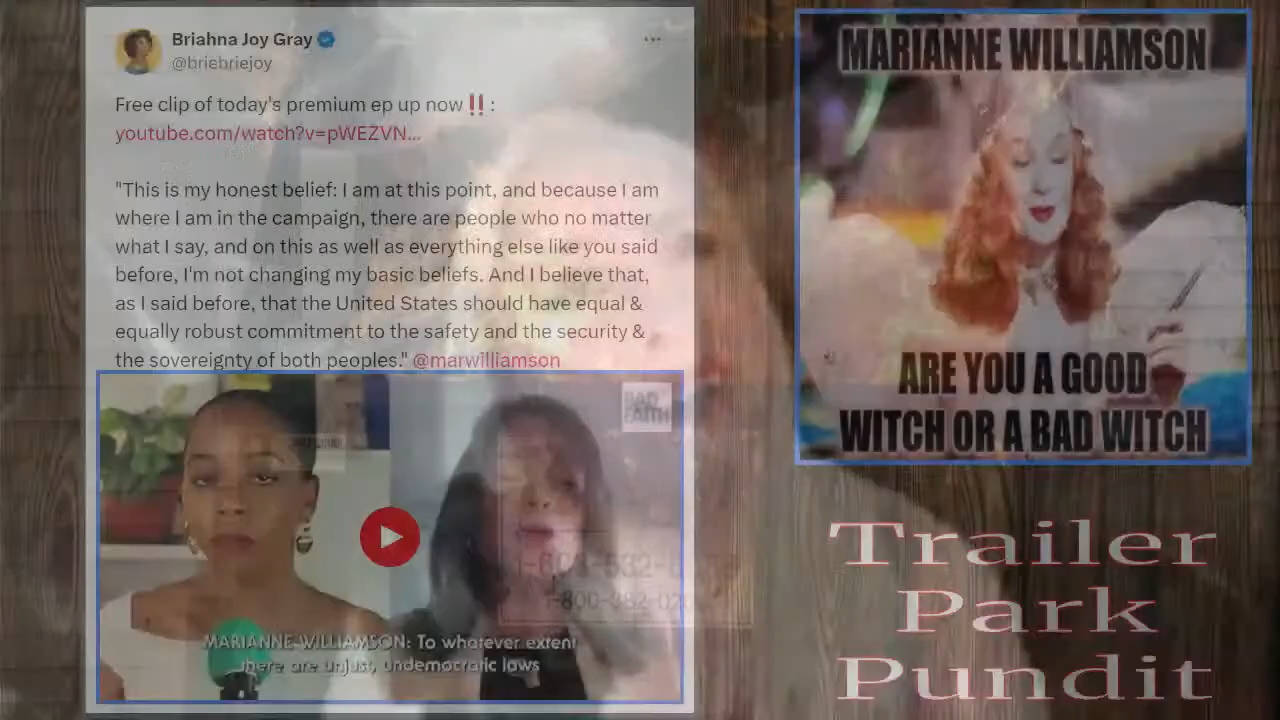 Briahna Joy Gray
@briebriejoy
Free clip of today's premium ep up now‼️ :
youtube.com/watch?v=pWEZVN...
"This is my honest belief: I am at this point, and because I am
where I am in the campaign, there are people who no matter
what I say, and on this as well as everything else like you said
before, I'm not changing my basic beliefs. And I believe that,
as I said before, that the United States should have equal &
equally robust commitment to the safety and the security &
the sovereignty of both peoples." @marwilliamson
BAD
FAITH
MARIANNE WILLIAMSON: To whatever extent
there are unjust, undemocratic laws
MARIANNE WILLIAMSON
ARE YOU A GOOD
WITCH OR A BAD WITCH
Trailer
Park
Pundit